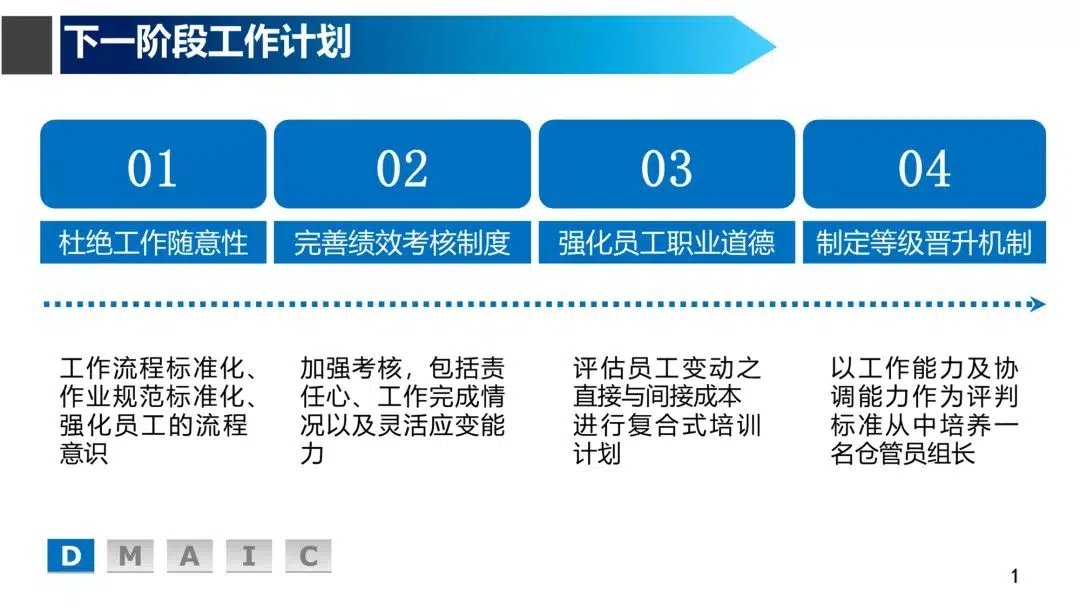 下一阶段工作计划
01
02
03
04
杜绝工作随意性
完善绩效考核制度
强化员工职业道德
制定等级晋升机制
工作流程标准化、
作业规范标准化、
强化员工的流程
意识
加强考核，包括责
任心、工作完成情
况以及灵活应变能
力
评估员工变动之
直接与间接成本
进行复合式培训
计划
以工作能力及协
调能力作为评判
标准从中培养一
名仓管员组长
D M A I C
1